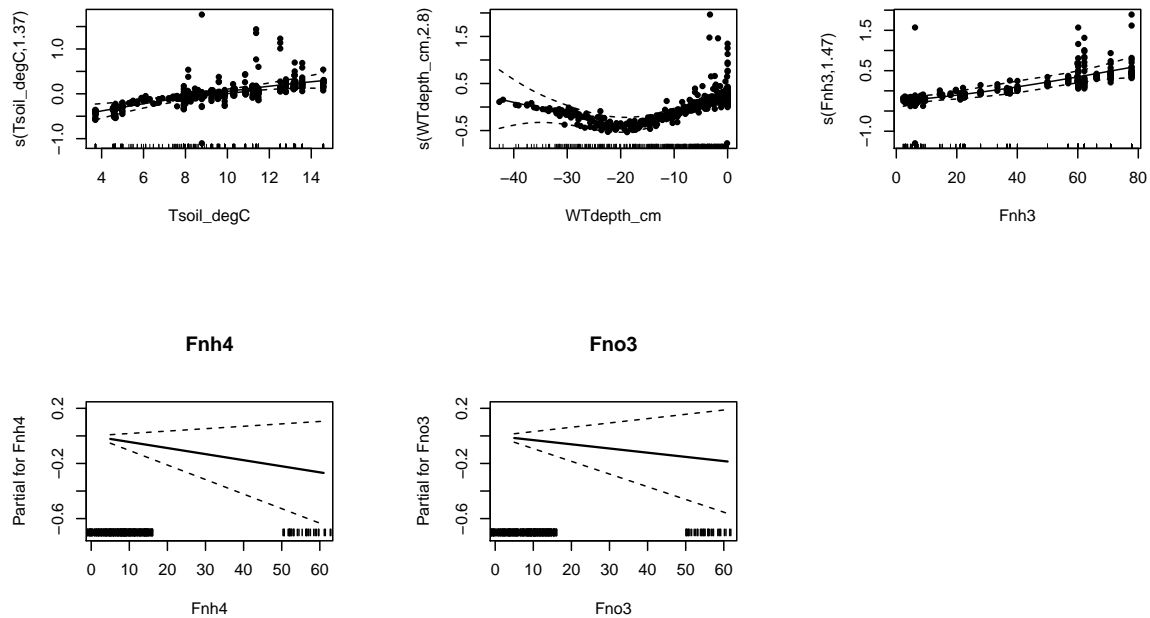 s(Tsoil_degC,1.37)
−1.0 0.0 1.0
4 6 8 10 12 14
Tsoil_degC
s(WTdepth_cm,2.8)
−0.5 0.5 1.5
−40 −30 −20 −10 0
WTdepth_cm
s(Fnh3,1.47)
−1.0 0.5
0 20 40 60 80
Fnh3
Fnh4
Partial for Fnh4
−0.6 −0.2 0.2
0 10 20 30 40 50 60
Fnh4
Fno3
Partial for Fno3
−0.6 −0.2 0.2
0 10 20 30 40 50 60
Fno3